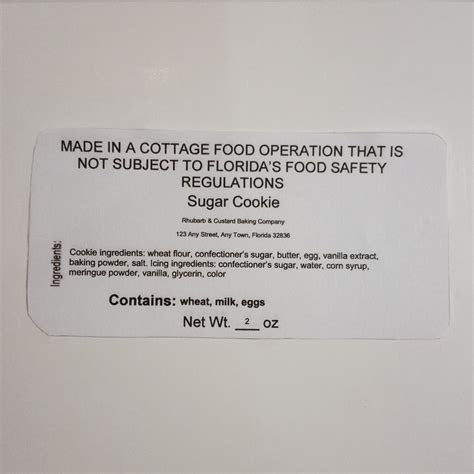 MADE IN A COTTAGE FOOD OPERATION THAT IS
NOT SUBJECT TO FLORIDA'S FOOD SAFETY
REGULATIONS
Sugar Cookie
Rhubarb & Custard Baking Company
123 Any Street, Any Town, Florida 32836
Ingredients:
Cookie ingredients: wheat flour, confectioner's sugar, butter, egg, vanilla extract,
baking powder, salt. Icing ingredients: confectioner's sugar, water, corn syrup,
meringue powder, vanilla, glycerin, color
Contains: wheat, milk, eggs
Net Wt. 2 oz